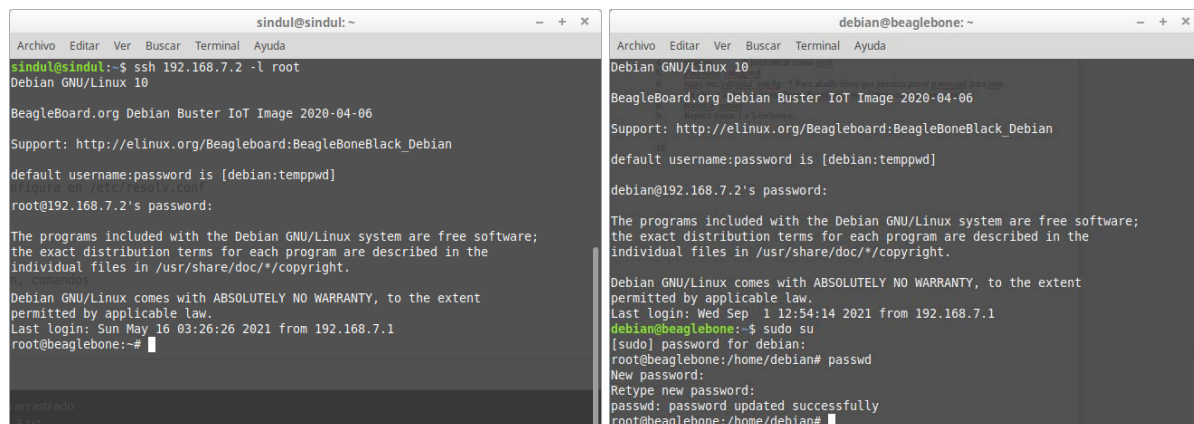 sindul@sindul: ~
Archivo Editar Ver Buscar Terminal Ayuda
sindul@sindul:~$ ssh 192.168.7.2 -l root
Debian GNU/Linux 10
BeagleBoard.org Debian Buster IoT Image 2020-04-06
Support: http://elinux.org/Beagleboard:BeagleBoneBlack_Debian
default username:password is [debian:temppwd]
nfigura en /etc/resolv.conf
root@192.168.7.2's password:
The programs included with the Debian GNU/Linux system are free software;
the exact distribution terms for each program are described in the
individual files in /usr/share/doc/*/copyright.
n, comandos
Debian GNU/Linux comes with ABSOLUTELY NO WARRANTY, to the extent
permitted by applicable law.
Last login: Sun May 16 03:26:26 2021 from 192.168.7.1
root@beaglebone:~#
arrastrado
debian@beaglebone: ~
Archivo Editar Ver Buscar Terminal Ayuda
Debian GNU/Linux 10
BeagleBoard.org Debian Buster IoT Image 2020-04-06
Support: http://elinux.org/Beagleboard:BeagleBoneBlack_Debian
default username:password is [debian:temppwd]
debian@192.168.7.2's password:
The programs included with the Debian GNU/Linux system are free software;
the exact distribution terms for each program are described in the
individual files in /usr/share/doc/*/copyright.
Debian GNU/Linux comes with ABSOLUTELY NO WARRANTY, to the extent
permitted by applicable law.
Last login: Wed Sep  1 12:54:14 2021 from 192.168.7.1
debian@beaglebone:~$ sudo su
[sudo] password for debian:
root@beaglebone:/home/debian# passwd
New password:
Retype new password:
passwd: password updated successfully
root@beaglebone:/home/debian#